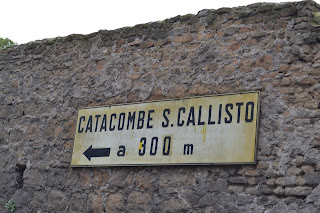 CATACOMBE S. CALLISTO
a 300 m